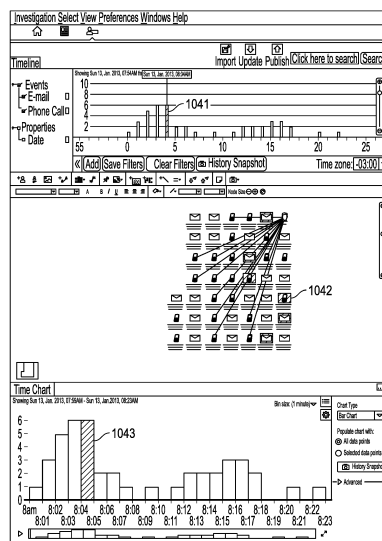 Investigation Select View Preferences Windows Help
Import Update Publish Click here to search Searc
Timeline
Showing Sun 13, Jan. 2013, 07:54AM to Sun 13, Jan. 2013, 08:24AM
Events
E-mail
Phone Call
Properties
Date
10
8
6
4
2
1041
55 0 5 10 15 20 25
« Add Save Filters Clear Filters History Snapshot Time zone: -03:00
A B I U Node Size
1042
Time Chart
Showing Sun 13, Jan. 2013, 07:59AM - Sun 13, Jan.2013, 08:23AM
Bin size: (1 minute)
Chart Type
Bar Chart
Populate chart with:
All data points
Selected data points
History Snapsho
Advanced
6
5
4
3
2
1
0
1043
8am 8:02 8:04 8:06 8:08 8:10 8:12 8:14 8:16 8:18 8:20 8:22
8:01 8:03 8:05 8:07 8:09 8:11 8:13 8:15 8:17 8:19 8:21 8:23